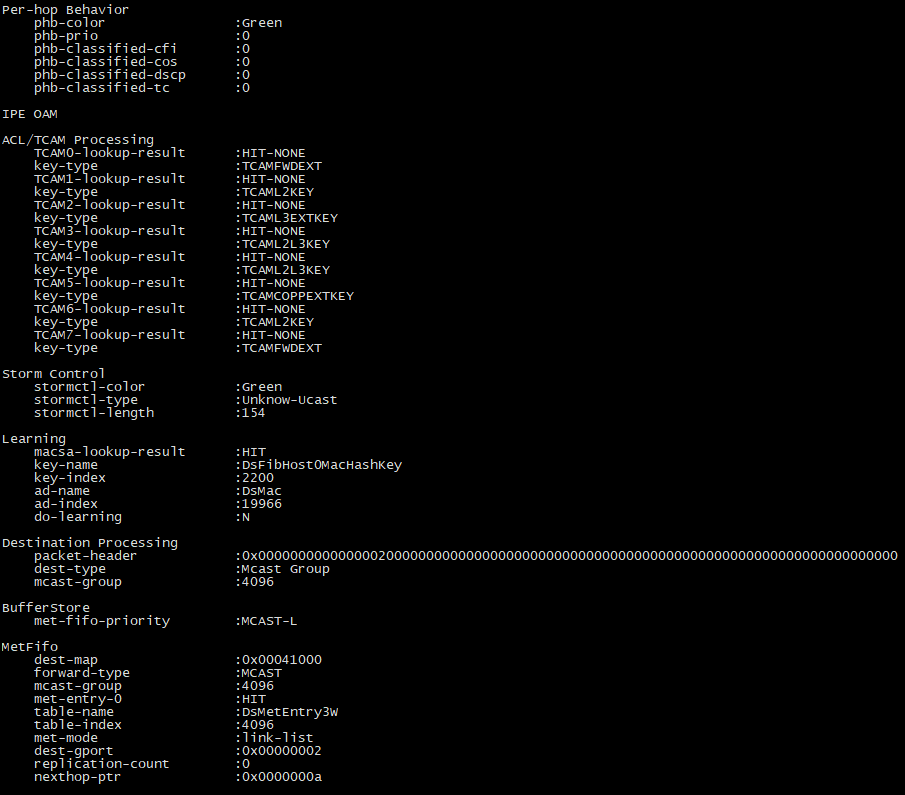 Per-hop Behavior
phb-color :Green
phb-prio :0
phb-classified-cfi :0
phb-classified-cos :0
phb-classified-dscp :0
phb-classified-tc :0
IPE OAM
ACL/TCAM Processing
TCAM0-lookup-result :HIT-NONE
key-type :TCAMFWDEXT
TCAM1-lookup-result :HIT-NONE
key-type :TCAML2KEY
TCAM2-lookup-result :HIT-NONE
key-type :TCAML3EXTKEY
TCAM3-lookup-result :HIT-NONE
key-type :TCAML2L3KEY
TCAM4-lookup-result :HIT-NONE
key-type :TCAML2L3KEY
TCAM5-lookup-result :HIT-NONE
key-type :TCAMCOPPEXTKEY
TCAM6-lookup-result :HIT-NONE
key-type :TCAML2KEY
TCAM7-lookup-result :HIT-NONE
key-type :TCAMFWDEXT
Storm Control
stormctl-color :Green
stormctl-type :Unknow-Ucast
stormctl-length :154
Learning
macsa-lookup-result :HIT
key-name :DsFibHost0MacHashKey
key-index :2200
ad-name :DsMac
ad-index :19966
do-learning :N
Destination Processing
packet-header :0x00000000000000020000000000000000000000000000000000000000000000000000000000000000
dest-type :Mcast Group
mcast-group :4096
BufferStore
met-fifo-priority :MCAST-L
MetFifo
dest-map :0x00041000
forward-type :MCAST
mcast-group :4096
met-entry-0 :HIT
table-name :DsMetEntry3W
table-index :4096
met-mode :link-list
dest-gport :0x00000002
replication-count :0
nexthop-ptr :0x0000000a